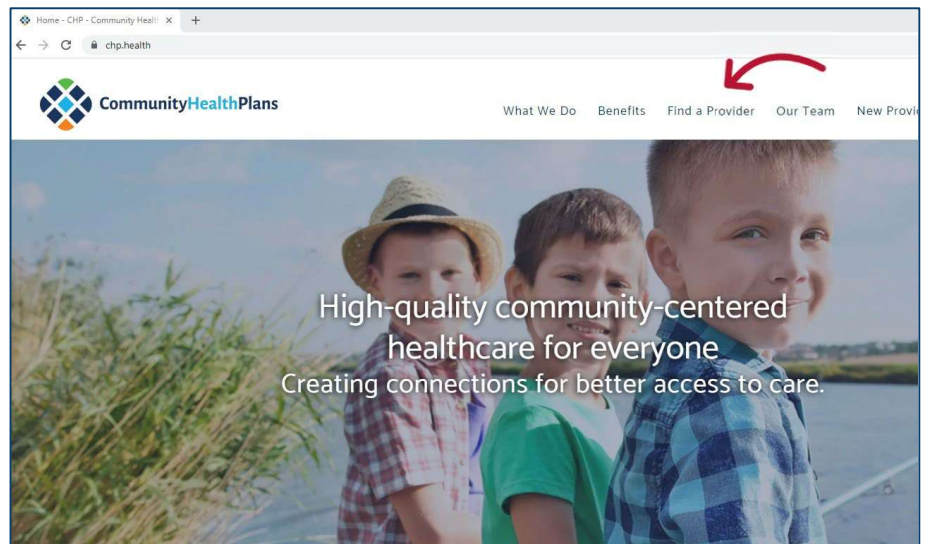 Home - CHP - Community Healt
chp.health
CommunityHealthPlans
What We Do Benefits Find a Provider Our Team New Provi
High-quality community-centered
healthcare for everyone
Creating connections for better access to care.